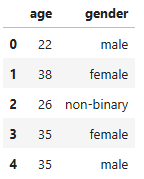 age gender
0 22 male
1 38 female
2 26 non-binary
3 35 female
4 35 male